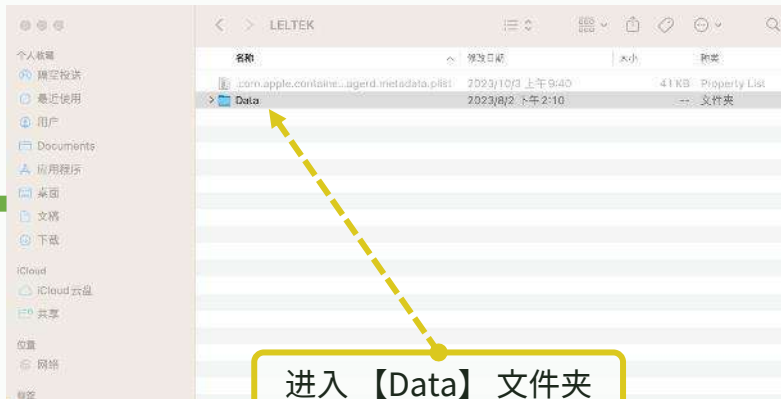 LELTEK
个人收藏
隔空投送
最近使用
用户
Documents
应用程序
桌面
文稿
下载
iCloud
iCloud云盘
共享
位置
网络
标签
名称 修改日期 大小 种类
com.apple.containe...agerd.metadata.plist 2023/10/3 上午9:40 41 KB Property List
Data 2023/8/2 下午2:10 -- 文件夹
进入 【Data】 文件夹